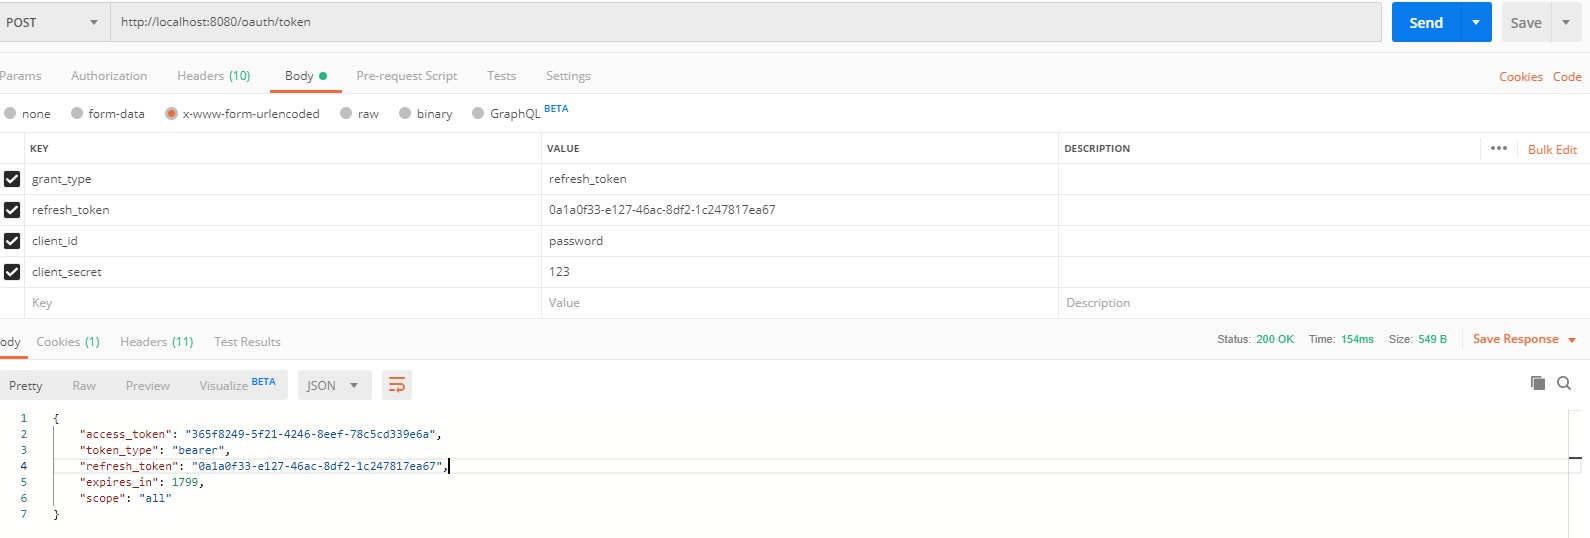 POST http://localhost:8080/oauth/token Send Save
Params Authorization Headers (10) Body Pre-request Script Tests Settings Cookies Code
none form-data x-www-form-urlencoded raw binary GraphQL BETA
KEY VALUE DESCRIPTION ••• Bulk Edit
grant_type refresh_token
refresh_token 0a1a0f33-e127-46ac-8df2-1c247817ea67
client_id password
client_secret 123
Key Value Description
ody Cookies (1) Headers (11) Test Results Status: 200 OK Time: 154ms Size: 549 B Save Response
Pretty Raw Preview Visualize BETA JSON
1 {
2 "access_token": "365f8249-5f21-4246-8eef-78c5cd339e6a",
3 "token_type": "bearer",
4 "refresh_token": "0a1a0f33-e127-46ac-8df2-1c247817ea67",
5 "expires_in": 1799,
6 "scope": "all"
7 }